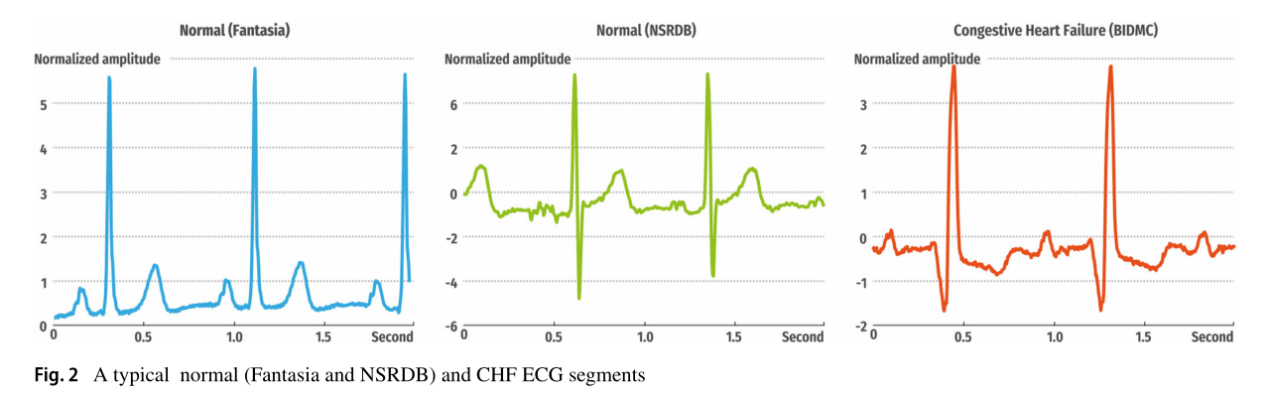 Normal (Fantasia)
Normalized amplitude
5
4
3
2
1
0
0 0.5 1.0 1.5 Second
Normal (NSRDB)
Normalized amplitude
6
2
0
-2
-4
-6
0 0.5 1.0 1.5 Second
Congestive Heart Failure (BIDMC)
Normalized amplitude
3
2
1
0
-1
-2
0 0.5 1.0 1.5 Second
Fig. 2 A typical normal (Fantasia and NSRDB) and CHF ECG segments